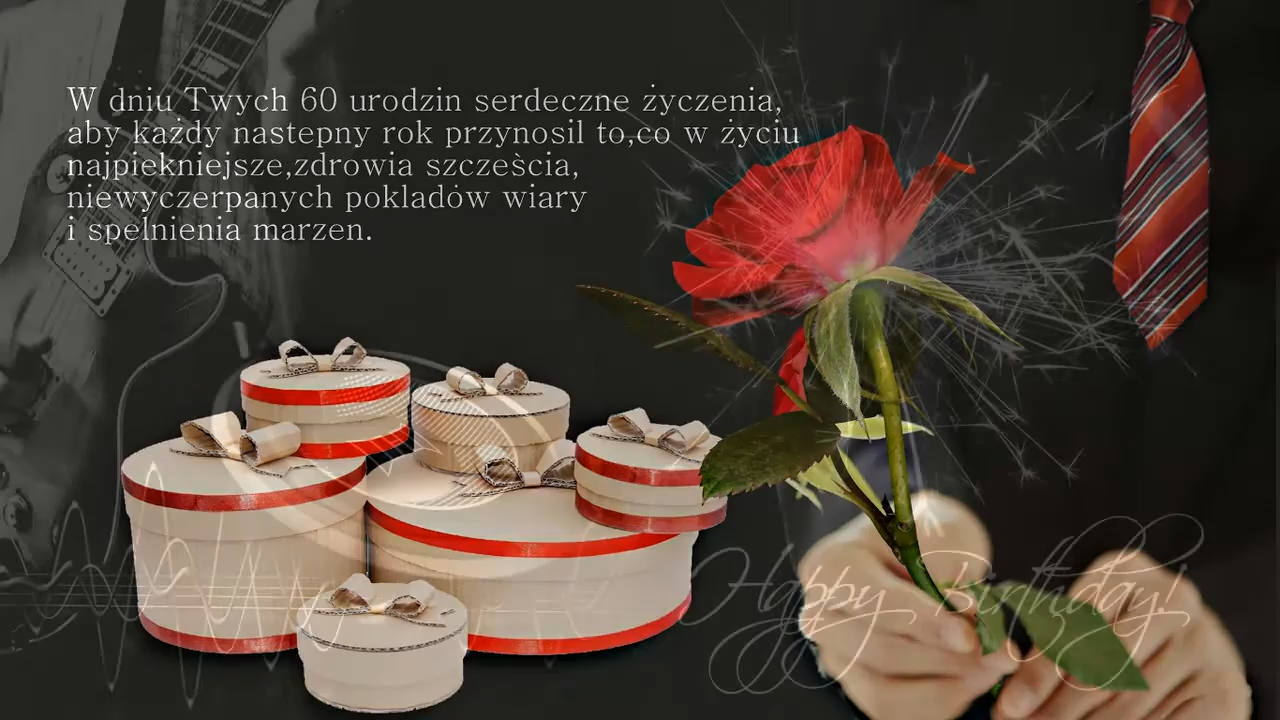 W dniu Twych 60 urodzin serdeczne życzenia,
aby każdy nastepny rok przynosil to,co w życiu
najpiekniejsze,zdrowia szcześcia,
niewyczerpanych pokladów wiary
i spelnienia marzen.
Happy Birthday!